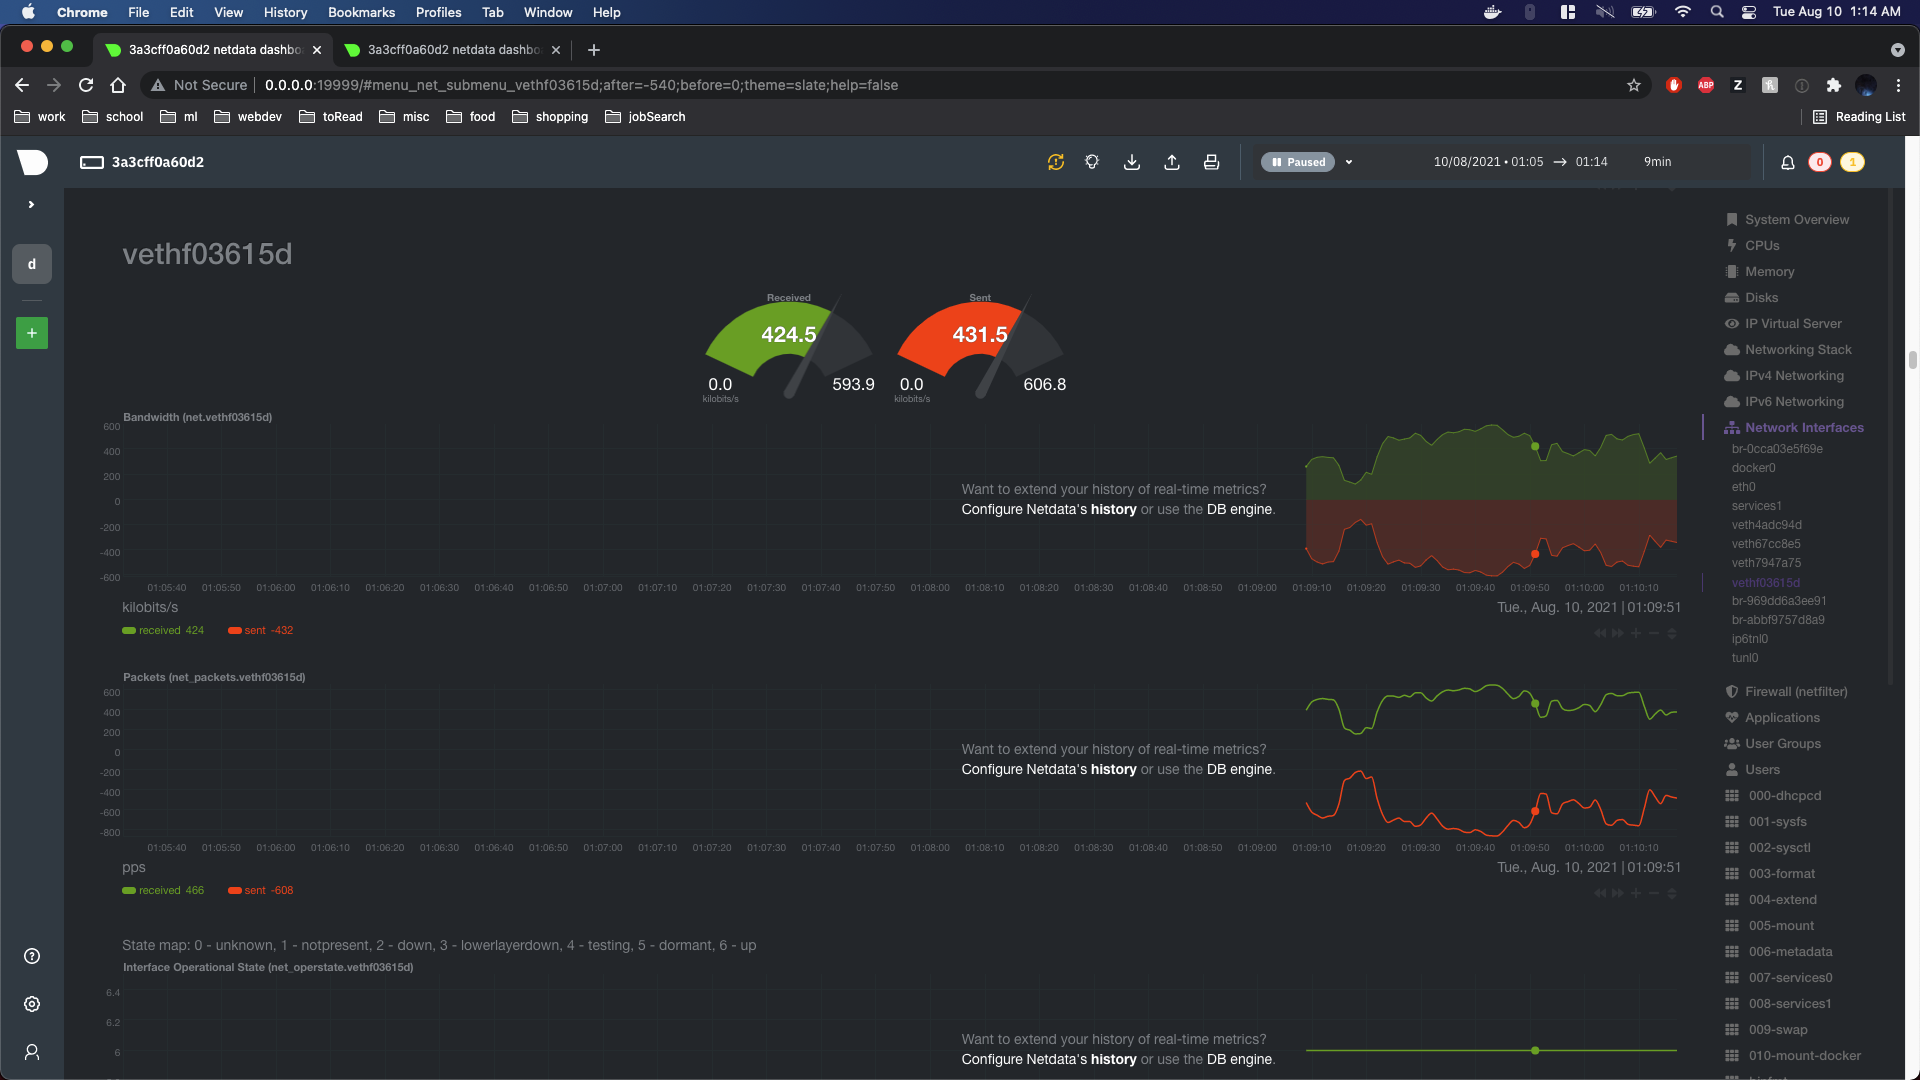 Chrome File Edit View History Bookmarks Profiles Tab Window Help Tue Aug 10 1:14 AM
3a3cff0a60d2 netdata dashbo 3a3cff0a60d2 netdata dashbo
Not Secure 0.0.0.0:19999/#menu_net_submenu_vethf03615d;after=-540;before=0;theme=slate;help=false
ABP Z
work school ml webdev toRead misc food shopping jobSearch Reading List
3a3cff0a60d2 Paused 10/08/2021 • 01:05 → 01:14 9min 0 1
d
+
vethf03615d
Received Sent
424.5 431.5
0.0 593.9 0.0 606.8
kilobits/s kilobits/s
Bandwidth (net.vethf03615d)
600
400
200
0
-200
-400
-600
Want to extend your history of real-time metrics?
Configure Netdata's history or use the DB engine.
01:05:40 01:05:50 01:06:00 01:06:10 01:06:20 01:06:30 01:06:40 01:06:50 01:07:00 01:07:10 01:07:20 01:07:30 01:07:40 01:07:50 01:08:00 01:08:10 01:08:20 01:08:30 01:08:40 01:08:50 01:09:00 01:09:10 01:09:20 01:09:30 01:09:40 01:09:50 01:10:00 01:10:10
kilobits/s Tue., Aug. 10, 2021 | 01:09:51
received 424 sent -432
Packets (net_packets.vethf03615d)
600
400
200
0
-200
-400
-600
-800
Want to extend your history of real-time metrics?
Configure Netdata's history or use the DB engine.
01:05:40 01:05:50 01:06:00 01:06:10 01:06:20 01:06:30 01:06:40 01:06:50 01:07:00 01:07:10 01:07:20 01:07:30 01:07:40 01:07:50 01:08:00 01:08:10 01:08:20 01:08:30 01:08:40 01:08:50 01:09:00 01:09:10 01:09:20 01:09:30 01:09:40 01:09:50 01:10:00 01:10:10
pps Tue., Aug. 10, 2021 | 01:09:51
received 466 sent -608
State map: 0 - unknown, 1 - notpresent, 2 - down, 3 - lowerlayerdown, 4 - testing, 5 - dormant, 6 - up
Interface Operational State (net_operstate.vethf03615d)
6.4
6.2
6
Want to extend your history of real-time metrics?
Configure Netdata's history or use the DB engine.
System Overview
CPUs
Memory
Disks
IP Virtual Server
Networking Stack
IPv4 Networking
IPv6 Networking
Network Interfaces
br-0cca03e5f69e
docker0
eth0
services1
veth4adc94d
veth67cc8e5
veth7947a75
vethf03615d
br-969dd6a3ee91
br-abbf9757d8a9
ip6tnl0
tunl0
Firewall (netfilter)
Applications
User Groups
Users
000-dhcpcd
001-sysfs
002-sysctl
003-format
004-extend
005-mount
006-metadata
007-services0
008-services1
009-swap
010-mount-docker